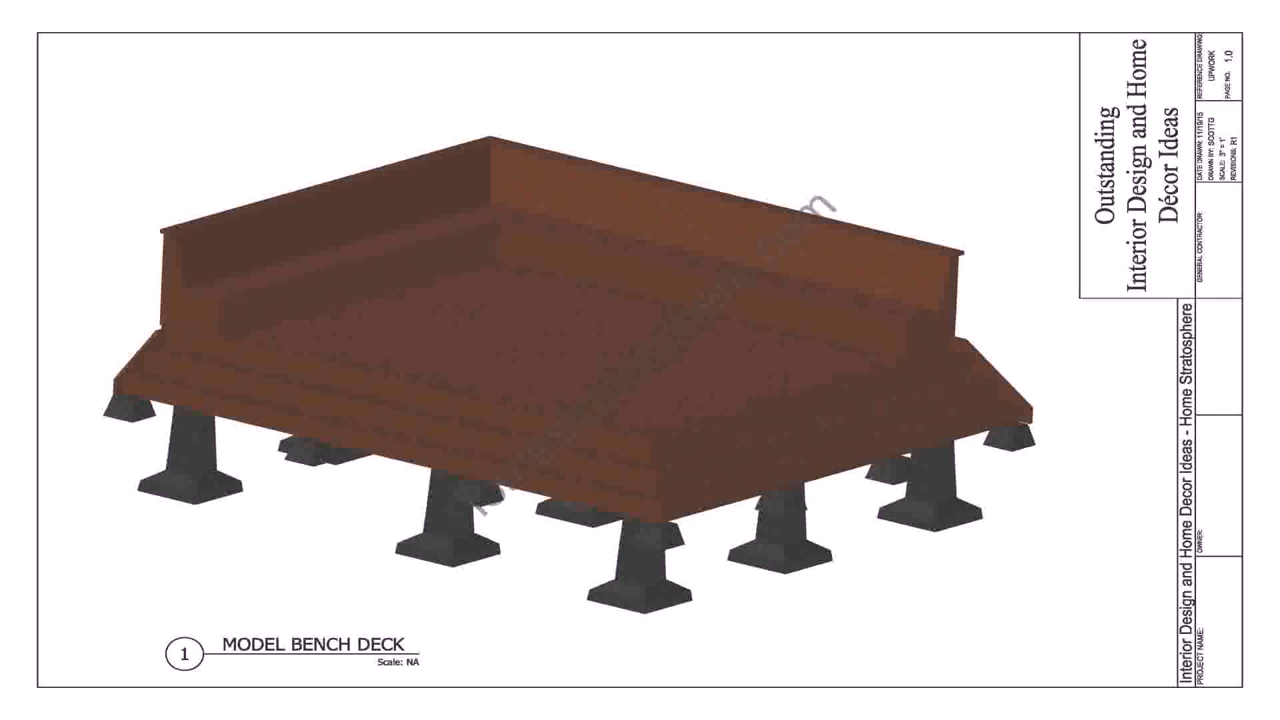 Outstanding
Interior Design and Home
Décor Ideas
REFERENCE DRAWING:
UPWORK
PAGE NO. 1.0
DATE DRAWN: 11/19/15
DRAWN BY: SCOTTG
SCALE: 3" = 1'
REVISIONS: R1
GENERAL CONTRACTOR:
Interior Design and Home Decor Ideas - Home Stratosphere
OWNER:
PROJECT NAME:
1
MODEL BENCH DECK
Scale: NA